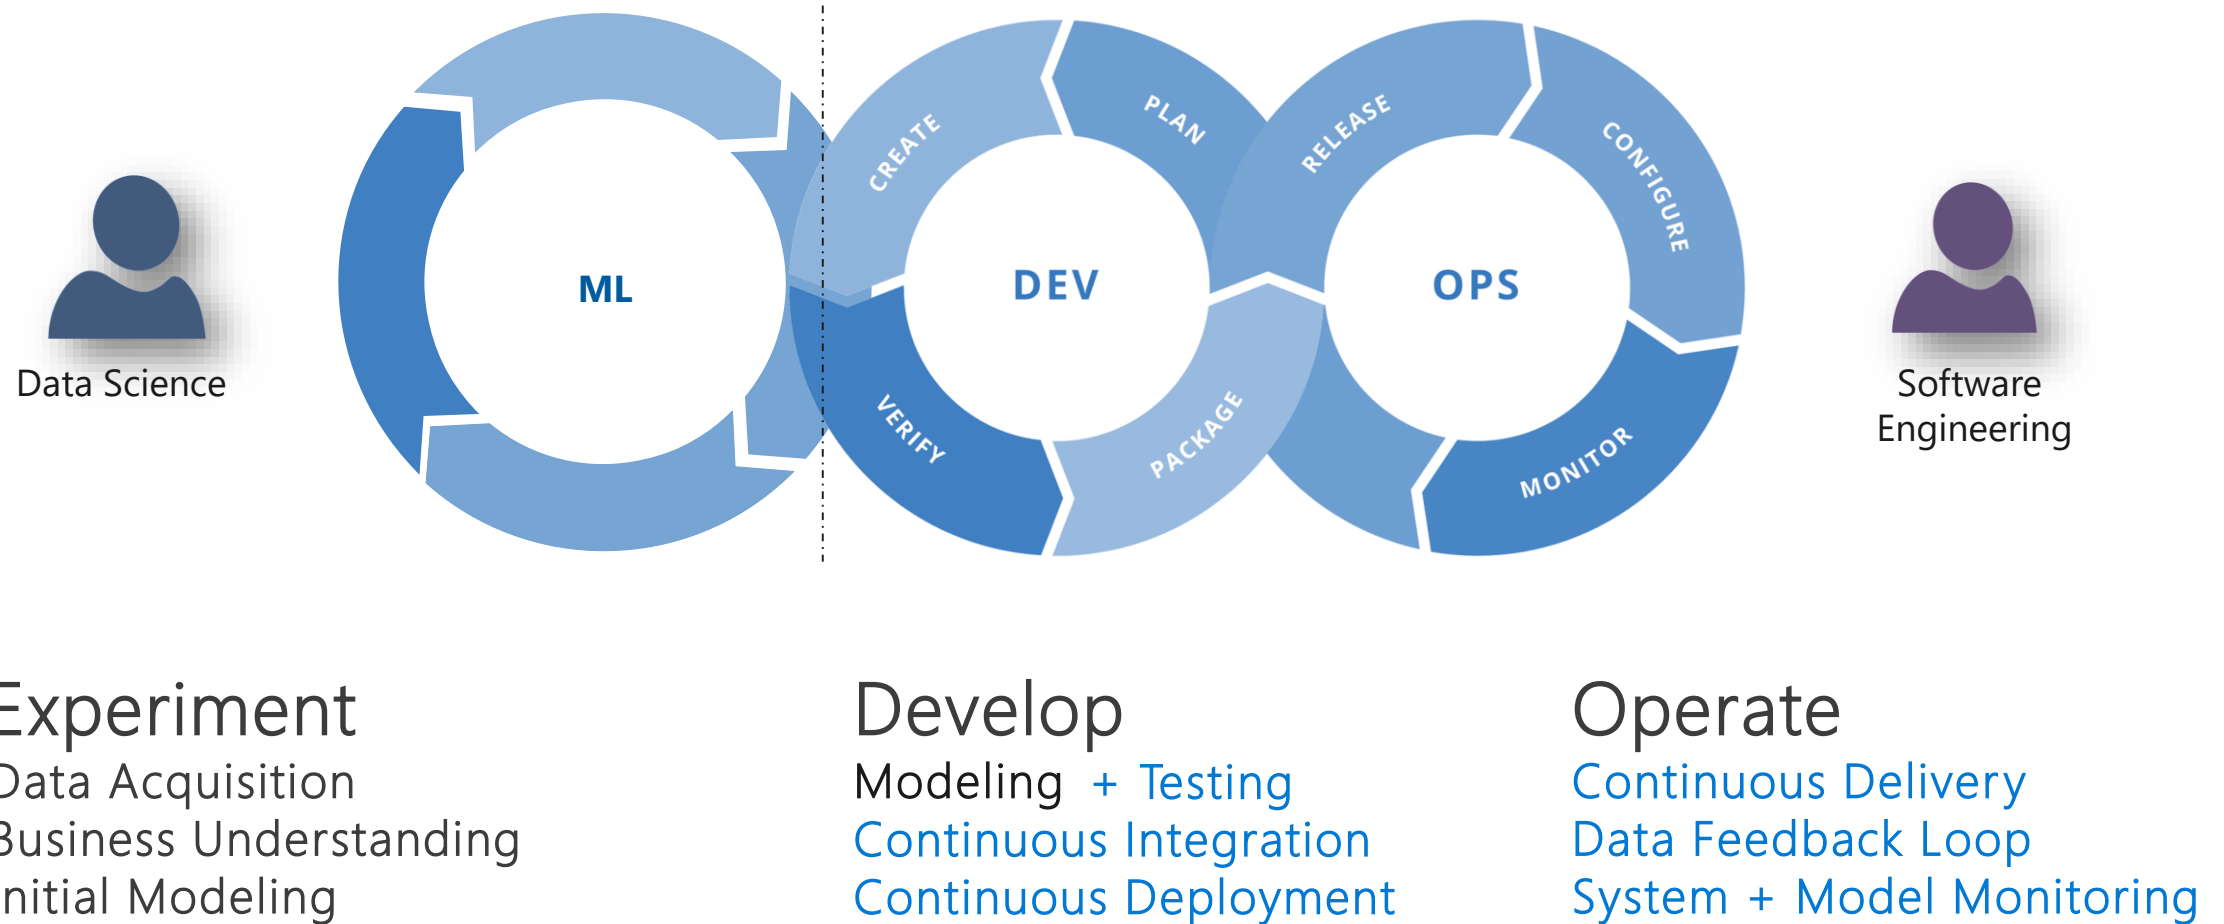 CREATE
PLAN
RELEASE
CONFIGURE
ML
DEV
OPS
VERIFY
PACKAGE
MONITOR
Data Science
Software
Engineering
Experiment
Data Acquisition
Business Understanding
Initial Modeling
Develop
Modeling + Testing
Continuous Integration
Continuous Deployment
Operate
Continuous Delivery
Data Feedback Loop
System + Model Monitoring